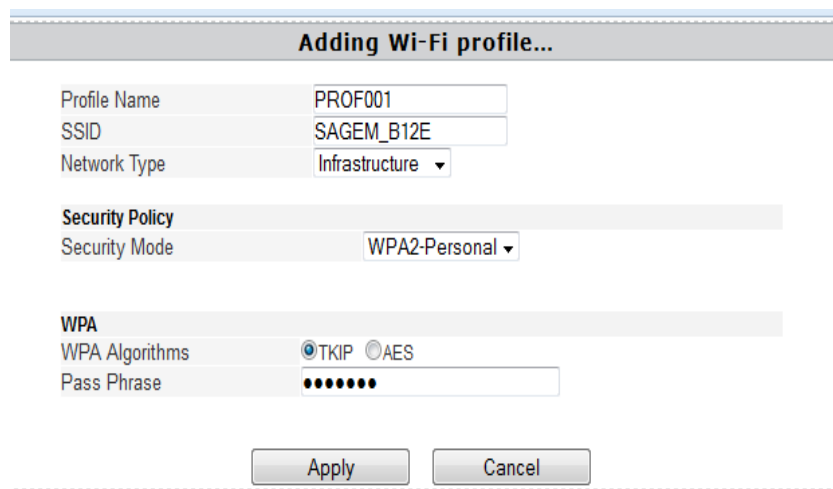 Adding Wi-Fi profile...
Profile Name PROF001
SSID SAGEM_B12E
Network Type Infrastructure
Security Policy
Security Mode WPA2-Personal
WPA
WPA Algorithms TKIP AES
Pass Phrase •••••••
Apply Cancel